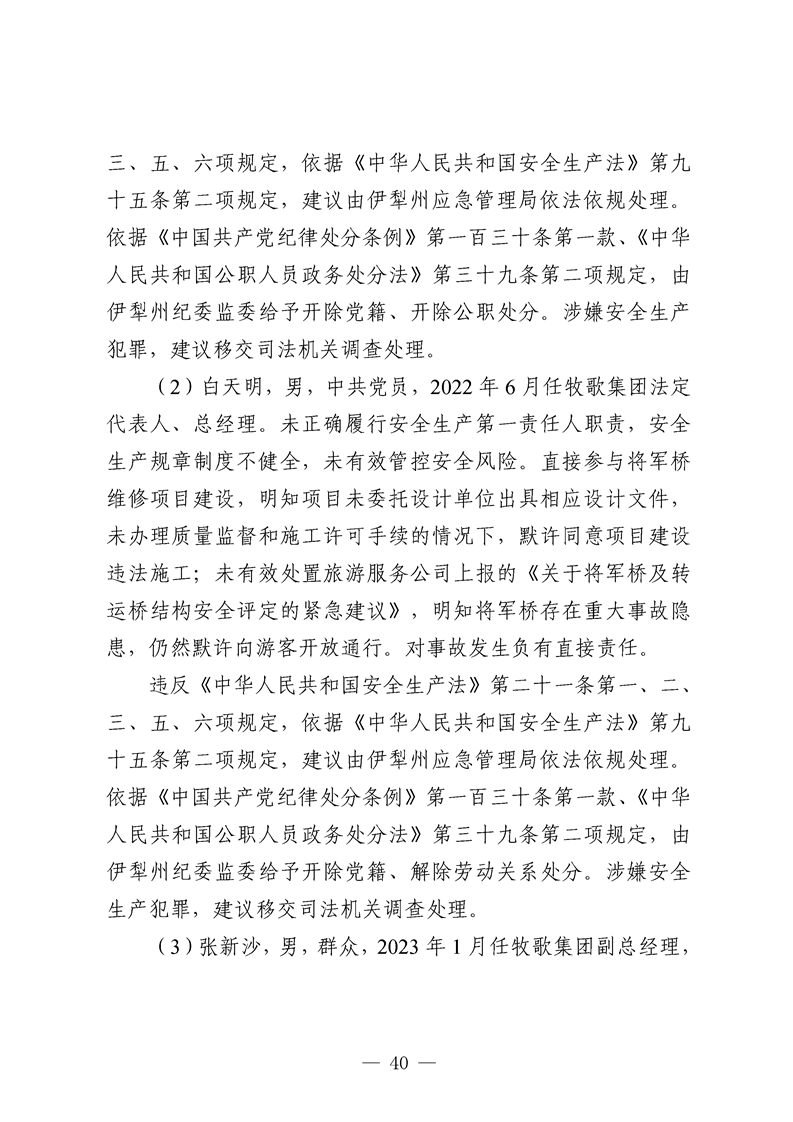 三、五、六项规定，依据《中华人民共和国安全生产法》第九
十五条第二项规定，建议由伊犁州应急管理局依法依规处理。
依据《中国共产党纪律处分条例》第一百三十条第一款、《中华
人民共和国公职人员政务处分法》第三十九条第二项规定，由
伊犁州纪委监委给予开除党籍、开除公职处分。涉嫌安全生产
犯罪，建议移交司法机关调查处理。
（2）白天明，男，中共党员，2022 年 6 月任牧歌集团法定
代表人、总经理。未正确履行安全生产第一责任人职责，安全
生产规章制度不健全，未有效管控安全风险。直接参与将军桥
维修项目建设，明知项目未委托设计单位出具相应设计文件，
未办理质量监督和施工许可手续的情况下，默许同意项目建设
违法施工；未有效处置旅游服务公司上报的《关于将军桥及转
运桥结构安全评定的紧急建议》，明知将军桥存在重大事故隐
患，仍然默许向游客开放通行。对事故发生负有直接责任。
违反《中华人民共和国安全生产法》第二十一条第一、二、
三、五、六项规定，依据《中华人民共和国安全生产法》第九
十五条第二项规定，建议由伊犁州应急管理局依法依规处理。
依据《中国共产党纪律处分条例》第一百三十条第一款、《中华
人民共和国公职人员政务处分法》第三十九条第二项规定，由
伊犁州纪委监委给予开除党籍、解除劳动关系处分。涉嫌安全
生产犯罪，建议移交司法机关调查处理。
（3）张新沙，男，群众，2023 年 1 月任牧歌集团副总经理，
— 40 —